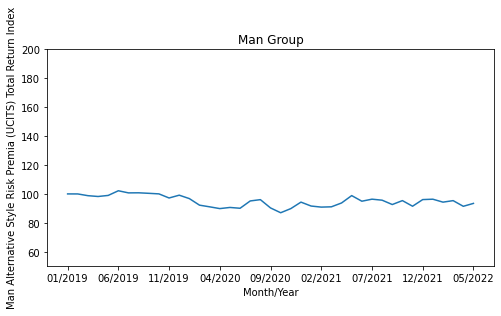 Man Group
Man Alternative Style Risk Premia (UCITS) Total Return Index
200
180
160
140
120
100
80
60
01/2019 06/2019 11/2019 04/2020 09/2020 02/2021 07/2021 12/2021 05/2022
Month/Year